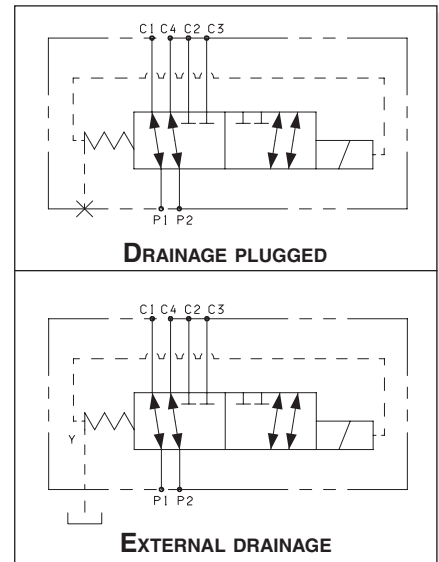 C1 C4 C2 C3
P1 P2
DRAINAGE PLUGGED
C1 C4 C2 C3
Y
P1 P2
EXTERNAL DRAINAGE